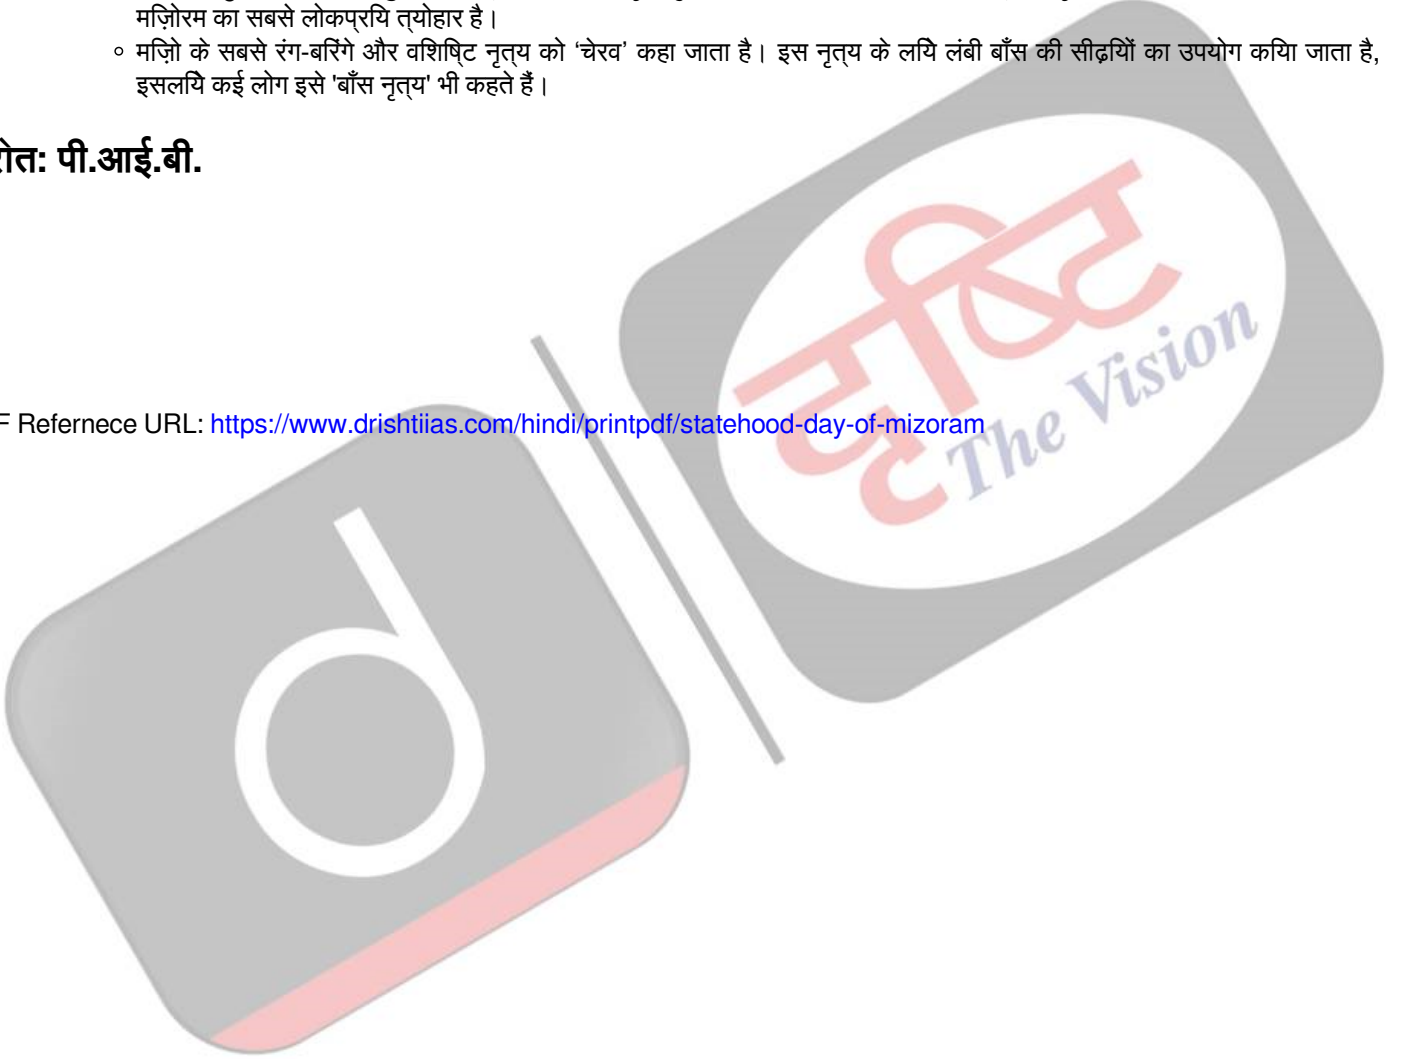 मिज़ोरम का सबसे लोकप्रिय त्योहार है।
मिज़ो के सबसे रंग-बिरंगे और विशिष्ट नृत्य को ‘चेरव’ कहा जाता है। इस नृत्य के लिये लंबी बाँस की सीढ़ियों का उपयोग किया जाता है,
इसलिये कई लोग इसे 'बाँस नृत्य' भी कहते हैं।
पी.आई.बी.
F Refernece URL: https://www.drishtiias.com/hindi/printpdf/statehood-day-of-mizoram
दृष्टि
The Vision